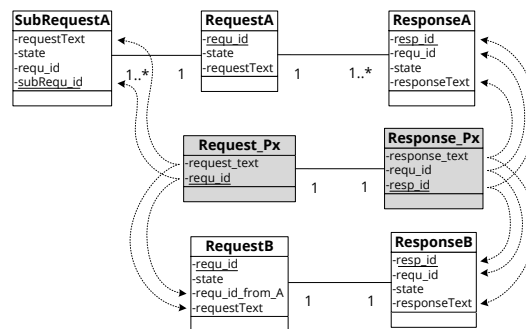 SubRequestA
-requestText
-state
-requ_id
-subRequ_id
RequestA
-requ_id
-state
-requestText
ResponseA
-resp_id
-requ_id
-state
-responseText
1..*
1
1
1..*
Request_Px
-request_text
-requ_id
Response_Px
-response_text
-requ_id
-resp_id
1
1
RequestB
-requ_id
-state
-requ_id_from_A
-requestText
ResponseB
-resp_id
-requ_id
-state
-responseText
1
1